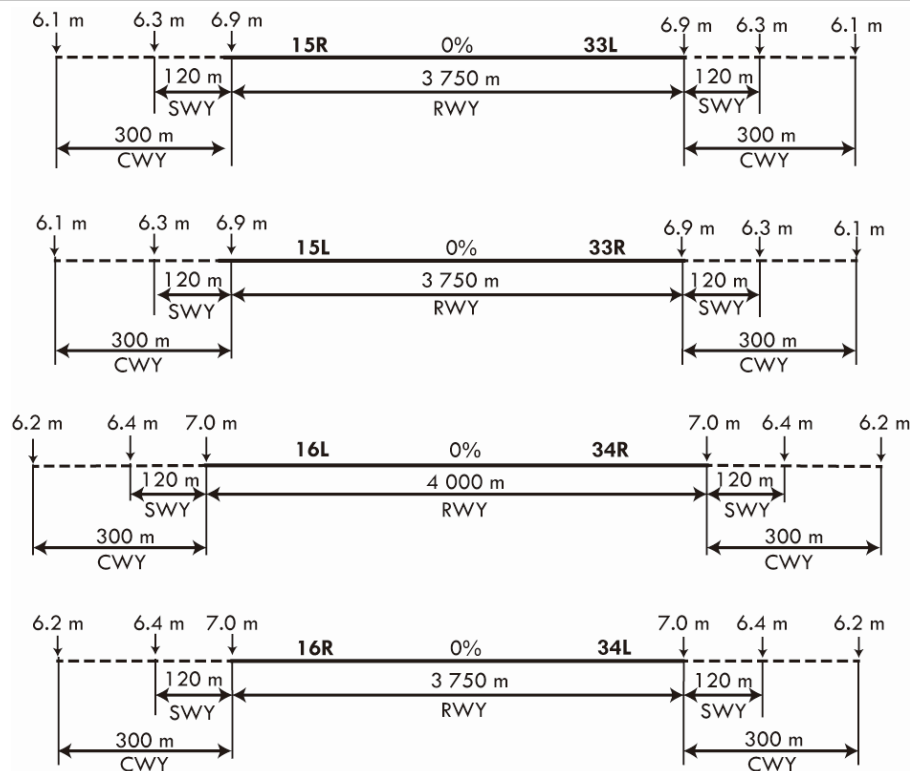 6.1 m 6.3 m 6.9 m 6.9 m 6.3 m 6.1 m
15R 0% 33L
120 m 3 750 m 120 m
SWY RWY SWY
300 m 300 m
CWY CWY
6.1 m 6.3 m 6.9 m 6.9 m 6.3 m 6.1 m
15L 0% 33R
120 m 3 750 m 120 m
SWY RWY SWY
300 m 300 m
CWY CWY
6.2 m 6.4 m 7.0 m 7.0 m 6.4 m 6.2 m
16L 0% 34R
120 m 4 000 m 120 m
SWY RWY SWY
300 m 300 m
CWY CWY
6.2 m 6.4 m 7.0 m 7.0 m 6.4 m 6.2 m
16R 0% 34L
120 m 3 750 m 120 m
SWY RWY SWY
300 m 300 m
CWY CWY